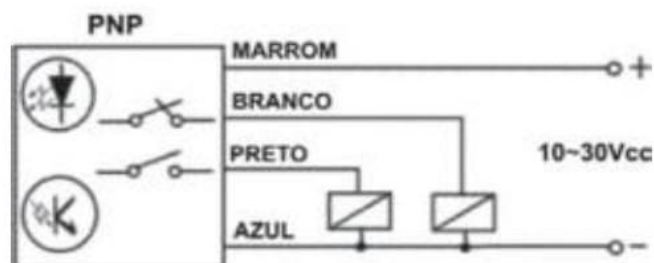 PNP
MARROM
+
BRANCO
PRETO
10~30Vcc
AZUL
−